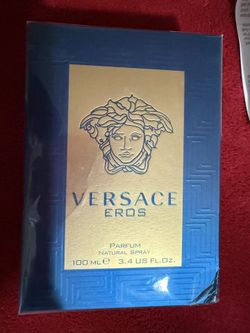 VERSACE
EROS
PARFUM
NATURAL SPRAY
100 ML ℮ 3.4 US FL.OZ.